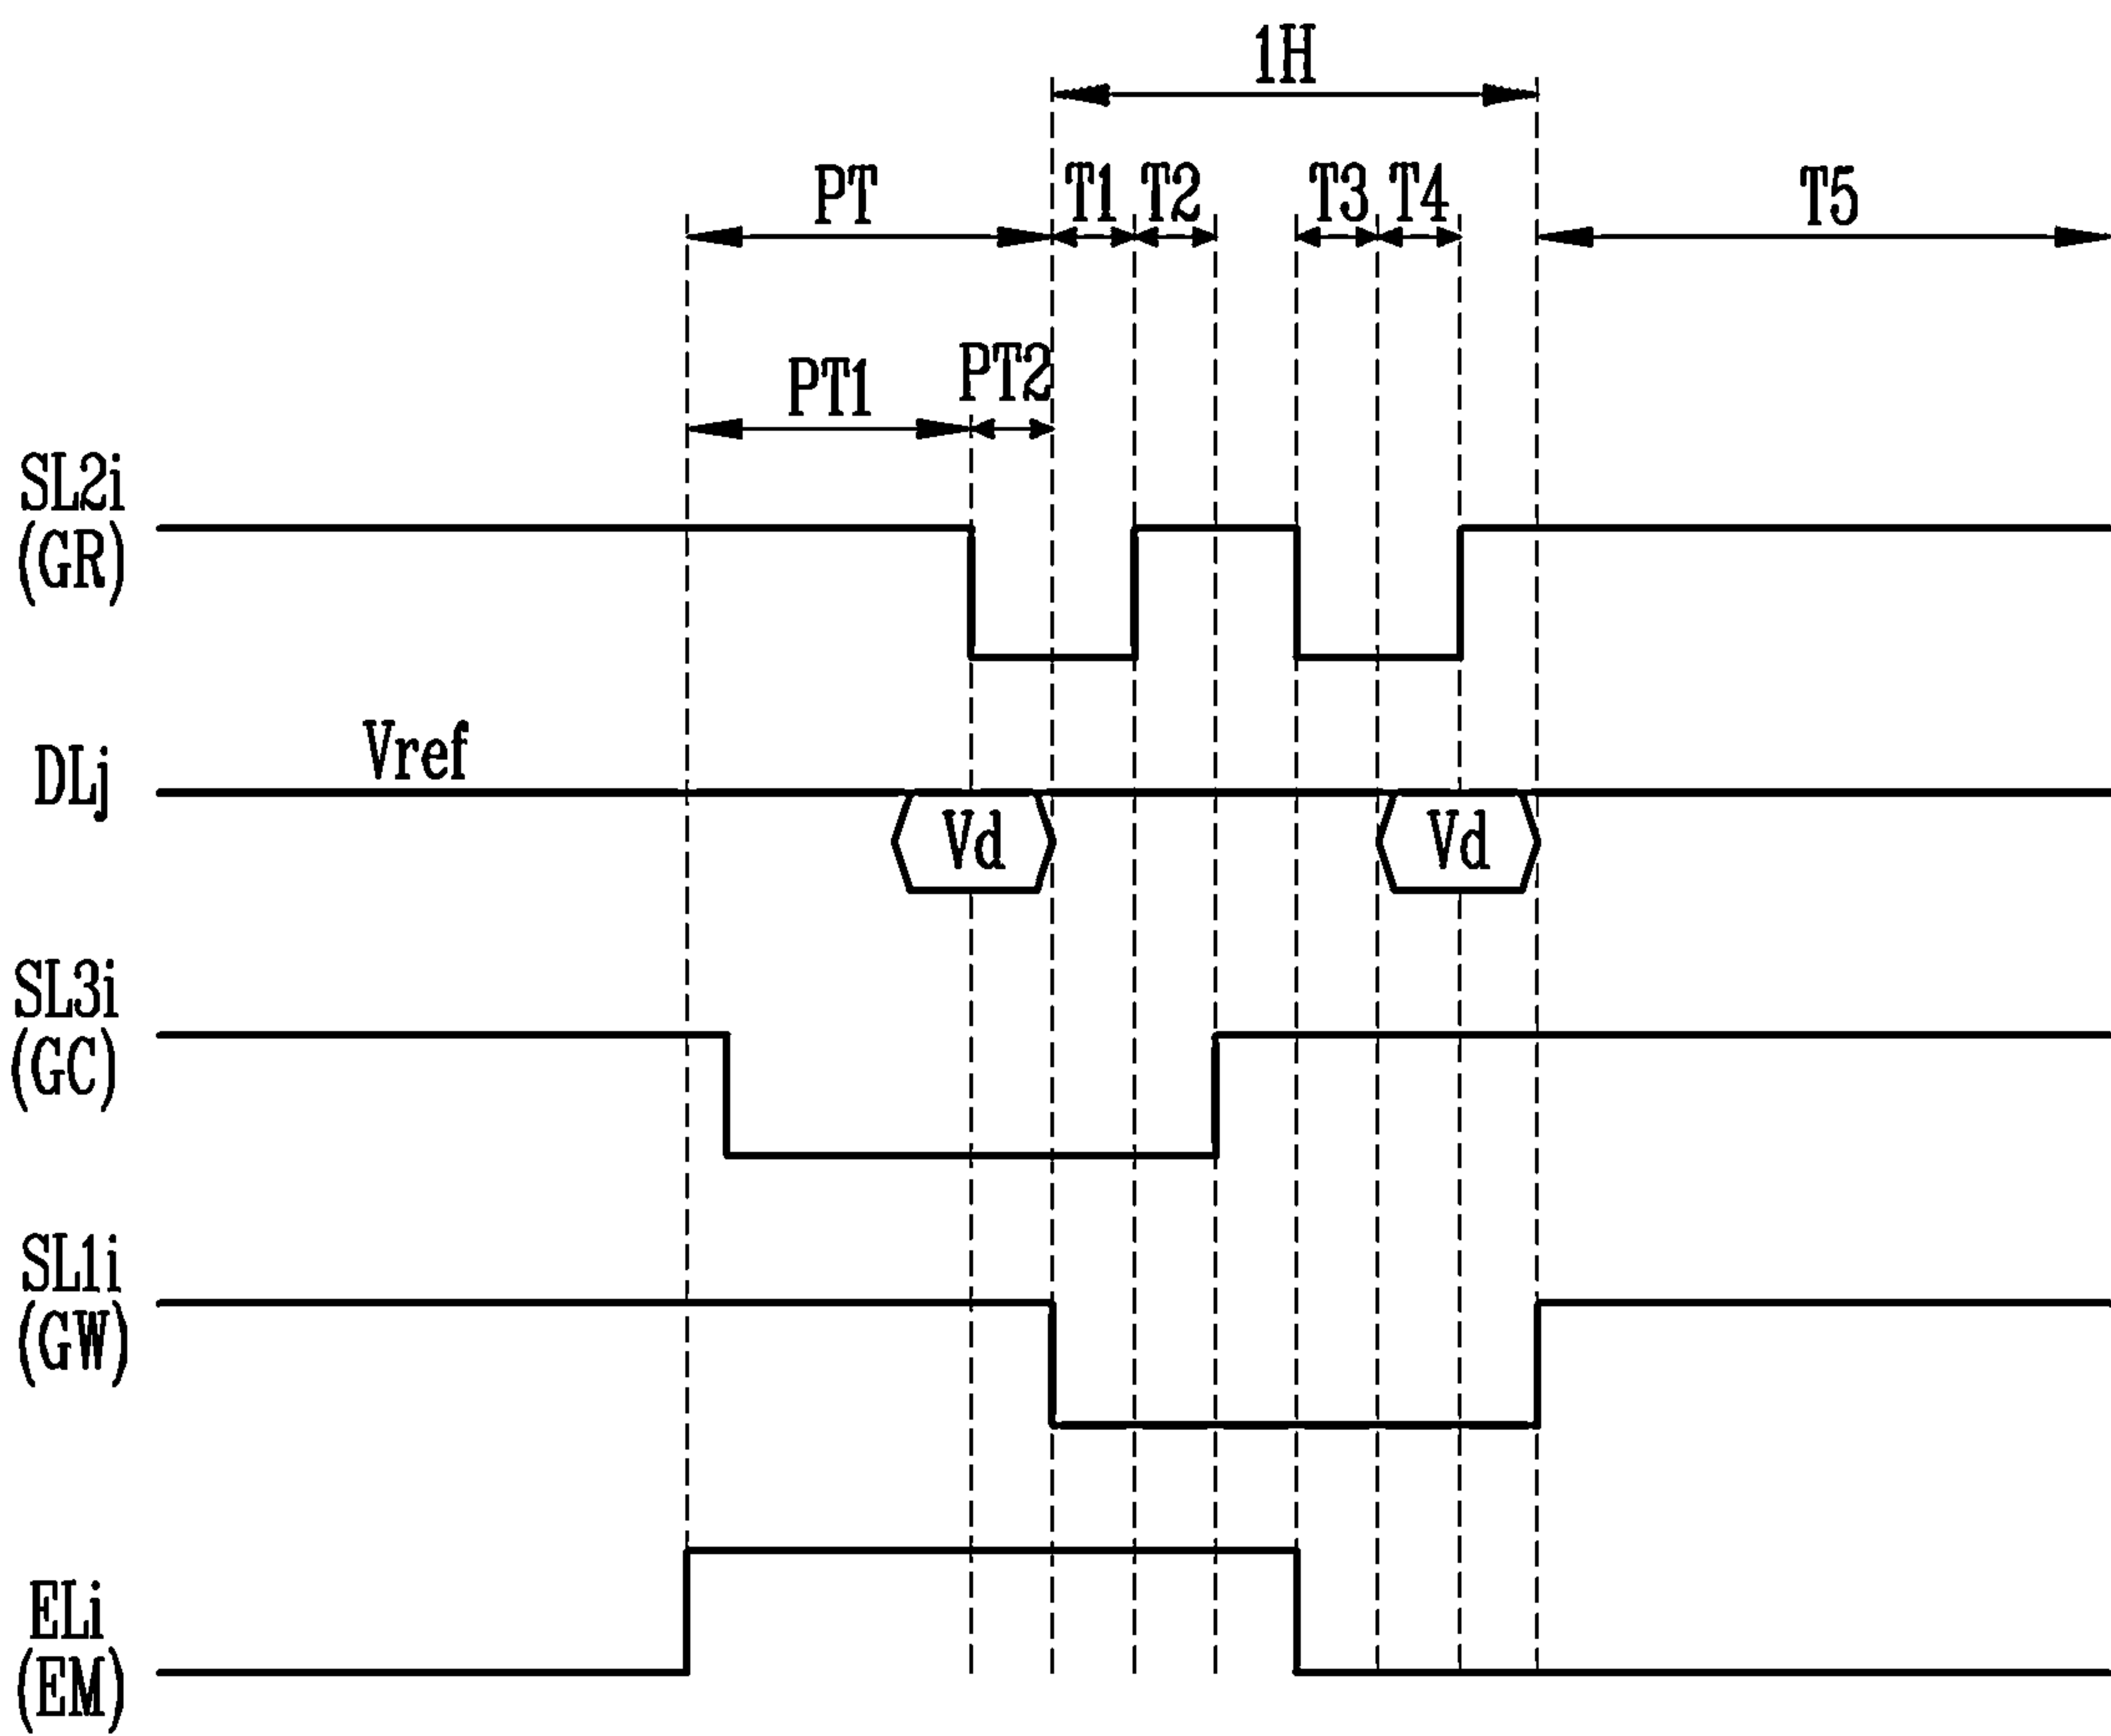 1H
PT T1 T2 T3 T4 T5
PT1 PT2
SL2i
(GR)
Vref
DLj
Vd Vd
SL3i
(GC)
SL1i
(GW)
ELi
(EM)